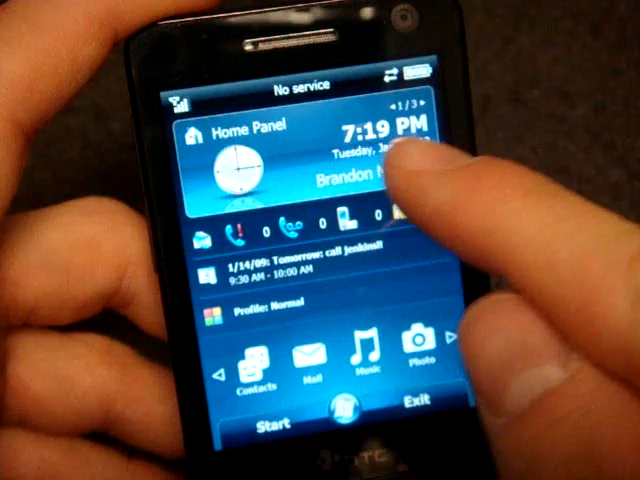 No service
Home Panel
◂1/3▸
7:19 PM
Tuesday,
Brandon
0 0 0
1/14/09: Tomorrow: call Jenkins!!
9:30 AM - 10:00 AM
Profile: Normal
Contacts Mail Music Photo
Start Exit
HTC